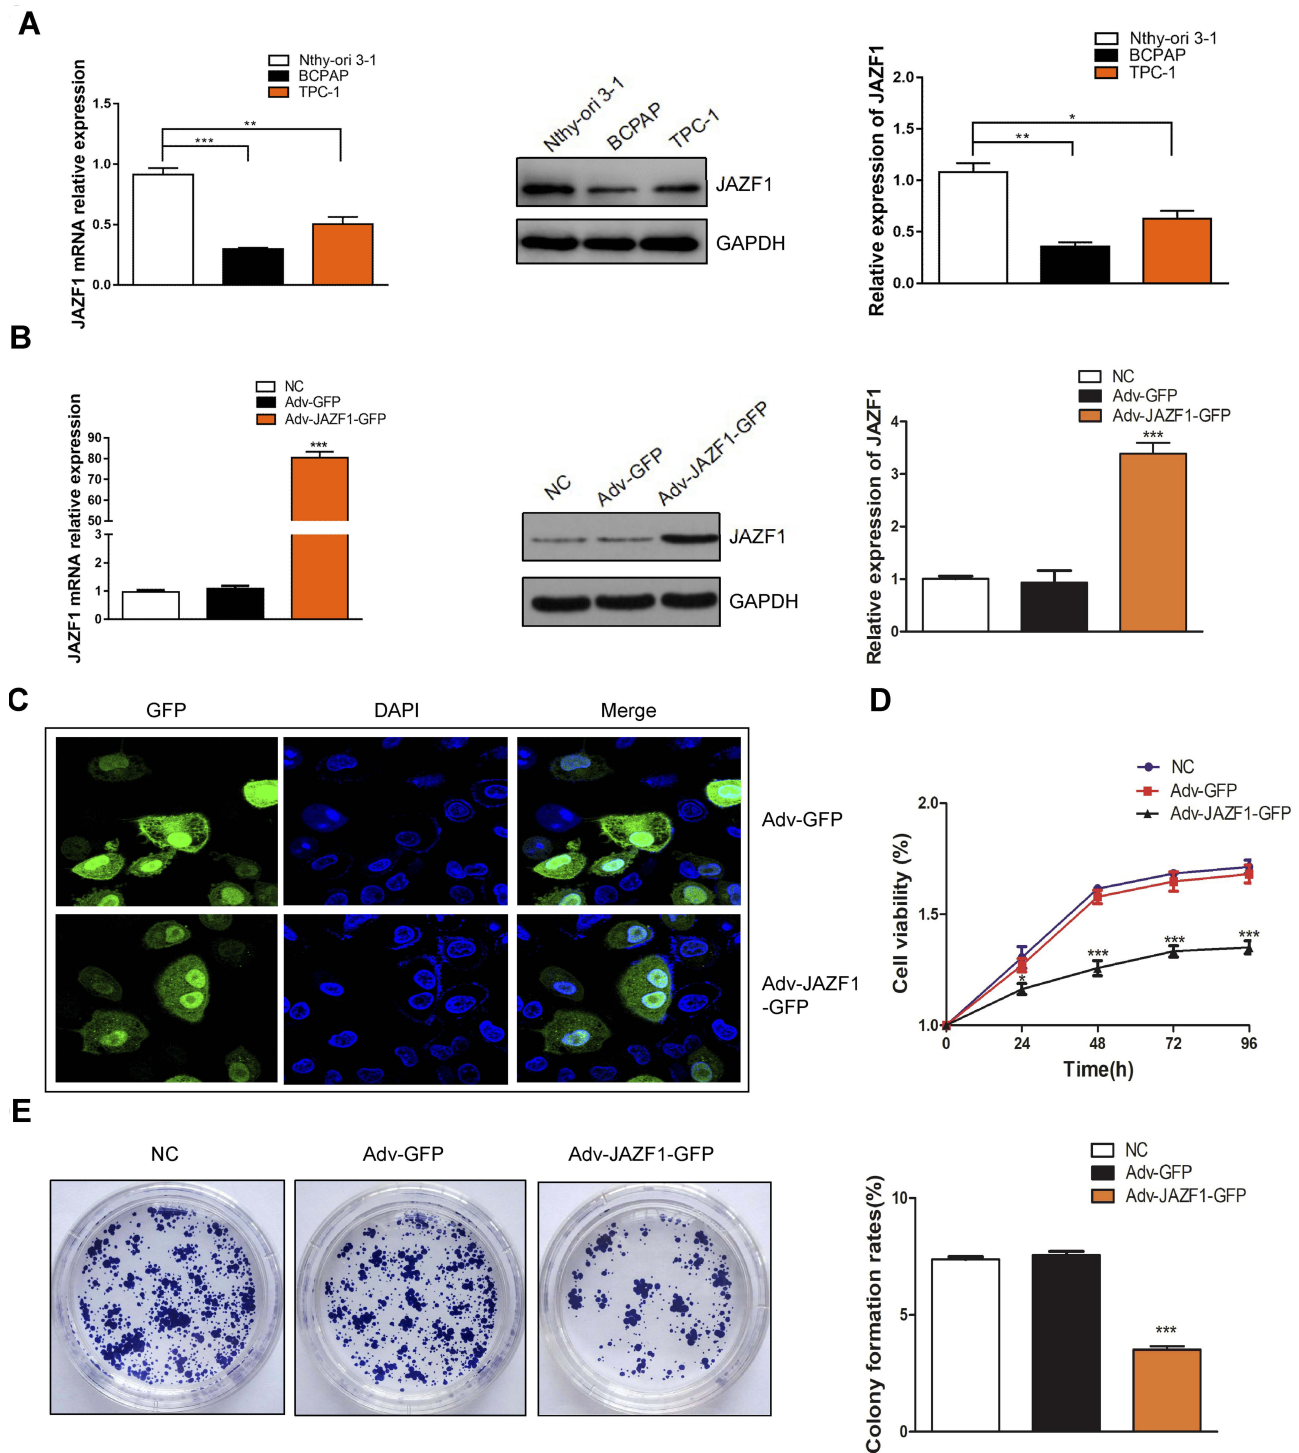 A
Nthy-ori 3-1
BCPAP
TPC-1
JAZF1 mRNA relative expression
1.5
1.0
0.5
0.0
**
***
Nthy-ori 3-1
BCPAP
TPC-1
JAZF1
GAPDH
Nthy-ori 3-1
BCPAP
TPC-1
Relative expression of JAZF1
2.0
1.5
1.0
0.5
0.0
*
**
B
NC
Adv-GFP
Adv-JAZF1-GFP
JAZF1 mRNA relative expression
90
80
70
60
50
3
2
1
0
***
NC
Adv-GFP
Adv-JAZF1-GFP
JAZF1
GAPDH
NC
Adv-GFP
Adv-JAZF1-GFP
Relative expression of JAZF1
4
3
2
1
0
***
C
GFP
DAPI
Merge
Adv-GFP
Adv-JAZF1
-GFP
D
NC
Adv-GFP
Adv-JAZF1-GFP
Cell viability (%)
2.0
1.5
1.0
*
***
***
***
0
24
48
72
96
Time(h)
E
NC
Adv-GFP
Adv-JAZF1-GFP
NC
Adv-GFP
Adv-JAZF1-GFP
Colony formation rates(%)
10
5
0
***